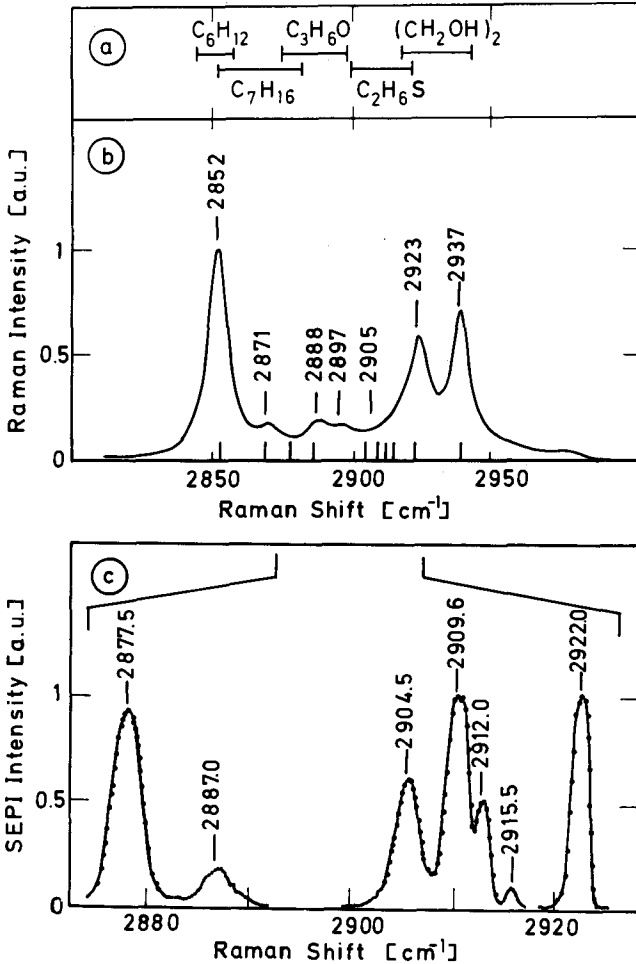 a
C₆H₁₂ C₃H₆O (CH₂OH)₂
C₇H₁₆ C₂H₆S
b
Raman Intensity [a.u.]
2852
2871
2888
2897
2905
2923
2937
1
0.5
0
2850 2900 2950
Raman Shift [cm⁻¹]
c
SEPI Intensity [a.u.]
2877.5
2887.0
2904.5
2909.6
2912.0
2915.5
2922.0
1
0.5
0
2880 2900 2910 2920
Raman Shift [cm⁻¹]